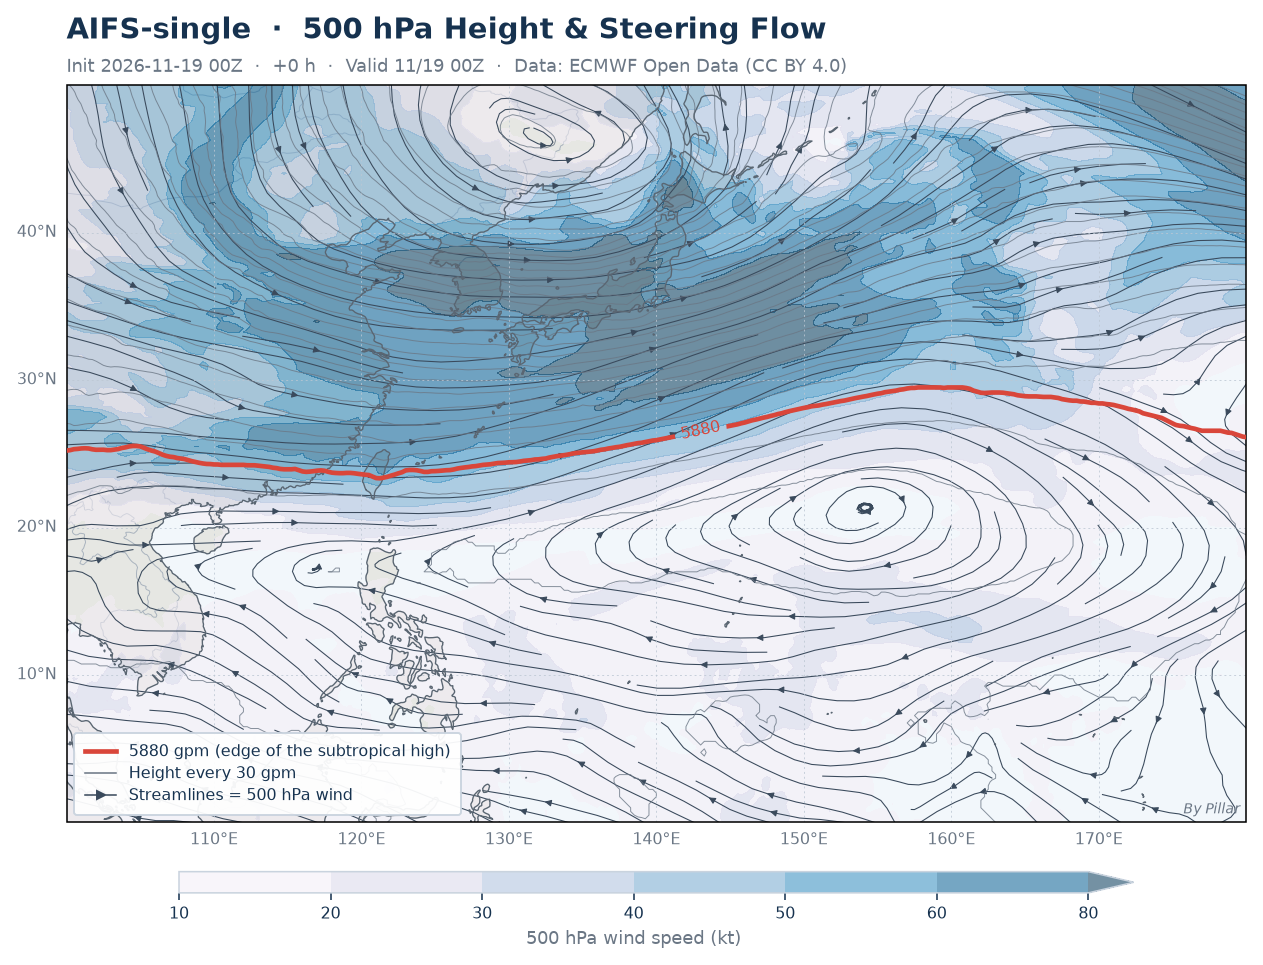 AIFS-single · 500 hPa Height & Steering Flow
Init 2026-11-19 00Z · +0 h · Valid 11/19 00Z · Data: ECMWF Open Data (CC BY 4.0)
40°N
30°N
5880
20°N
10°N
5880 gpm (edge of the subtropical high)
Height every 30 gpm
Streamlines = 500 hPa wind
By Pillar
110°E 120°E 130°E 140°E 150°E 160°E 170°E
10 20 30 40 50 60 80
500 hPa wind speed (kt)